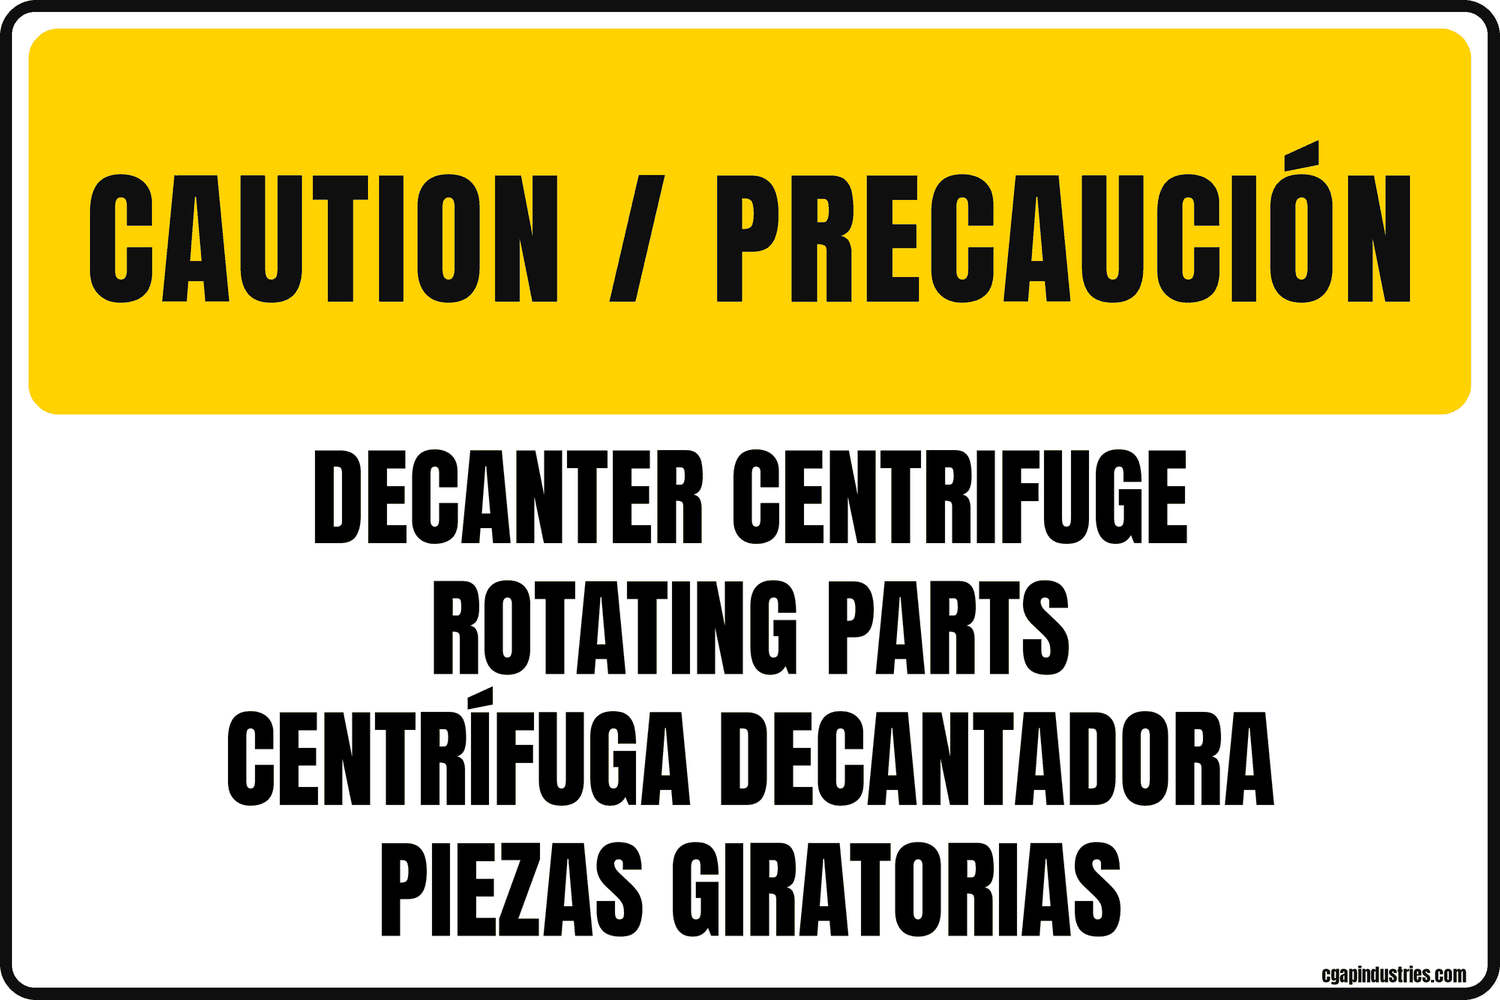 CAUTION / PRECAUCIÓN
DECANTER CENTRIFUGE
ROTATING PARTS
CENTRÍFUGA DECANTADORA
PIEZAS GIRATORIAS
cgapindustries.com